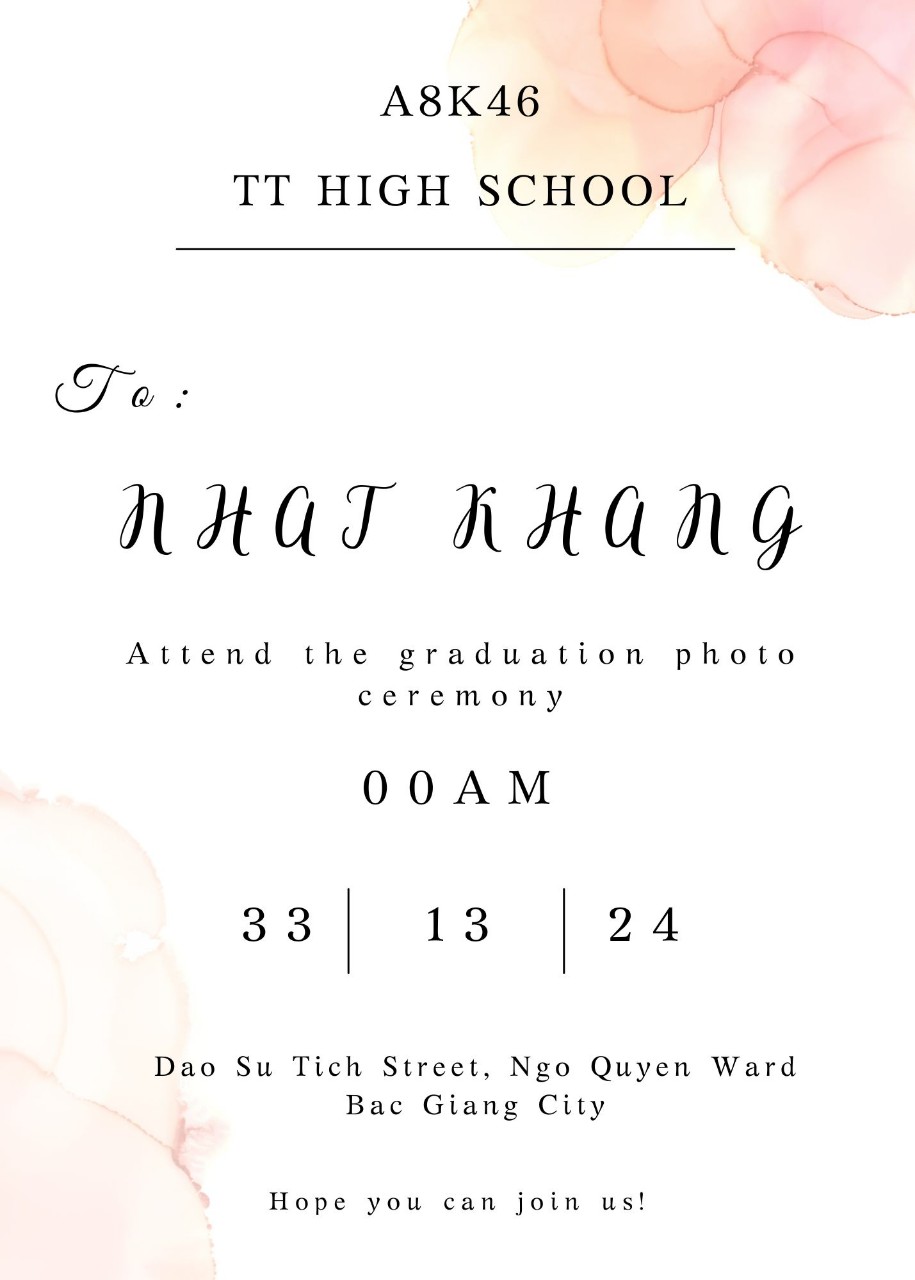 A8K46
TT HIGH SCHOOL
To:
NHAT KHANG
Attend the graduation photo
ceremony
00AM
33 | 13 | 24
Dao Su Tich Street, Ngo Quyen Ward
Bac Giang City
Hope you can join us!